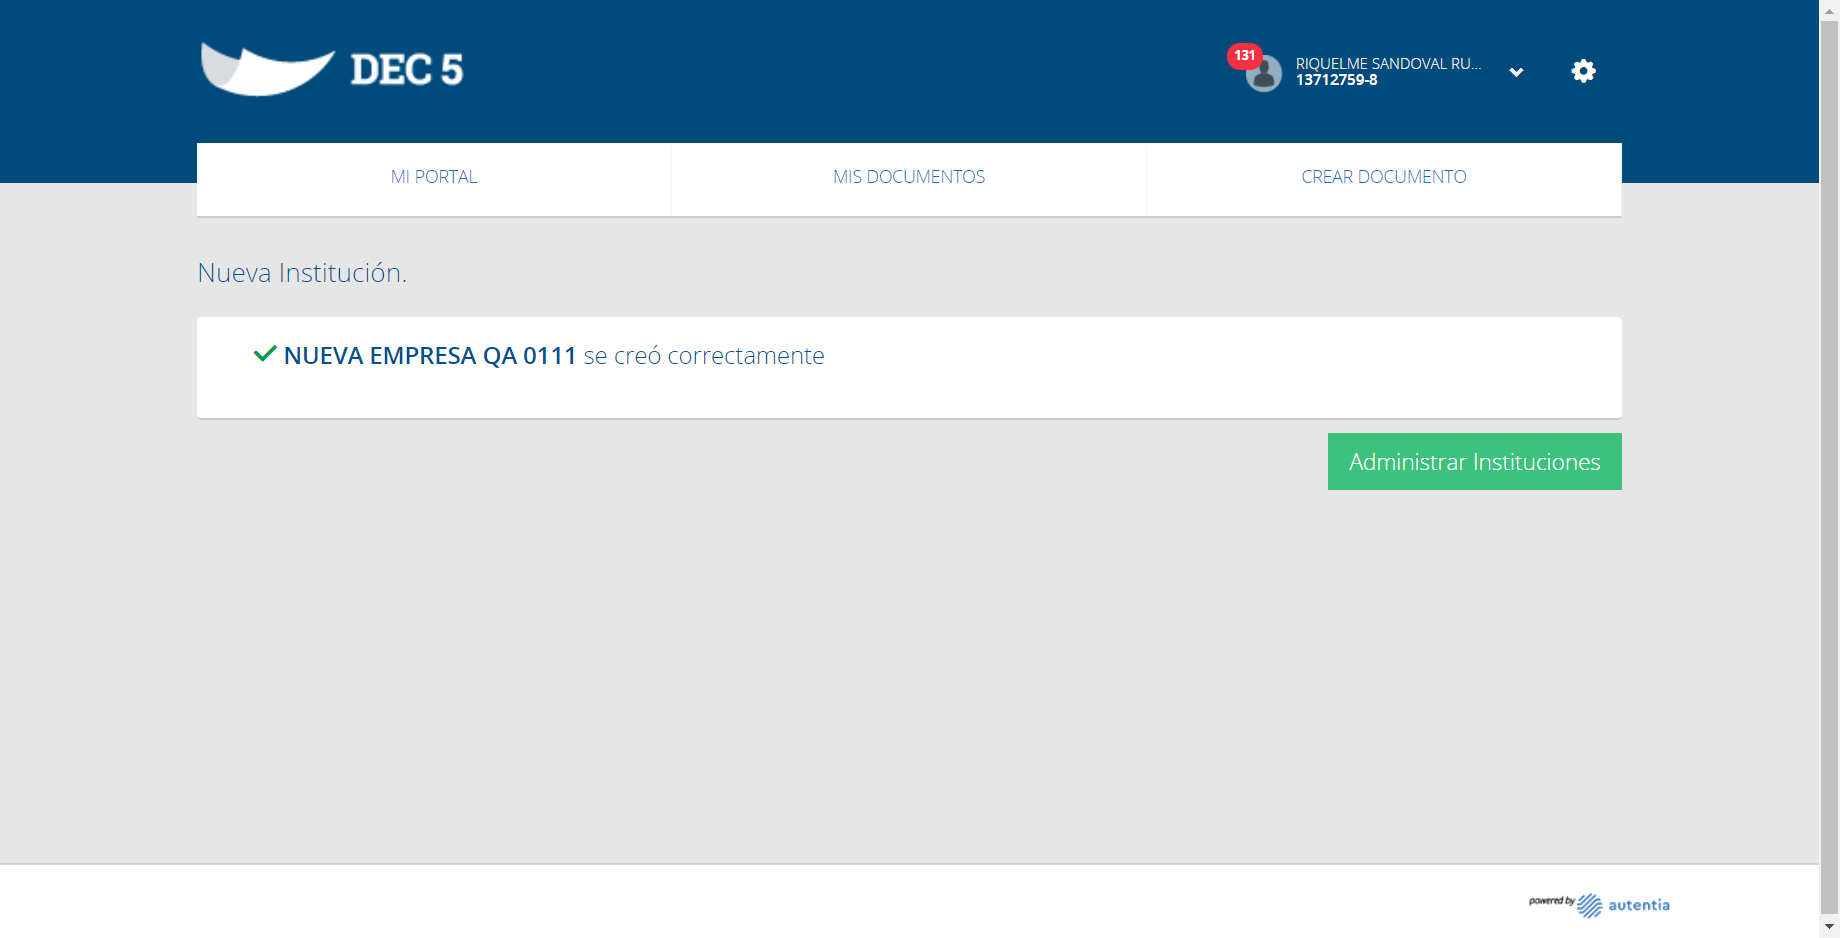 DEC 5
131
RIQUELME SANDOVAL RU...
13712759-8
MI PORTAL
MIS DOCUMENTOS
CREAR DOCUMENTO
Nueva Institución.
NUEVA EMPRESA QA 0111 se creó correctamente
Administrar Instituciones
powered by autentia